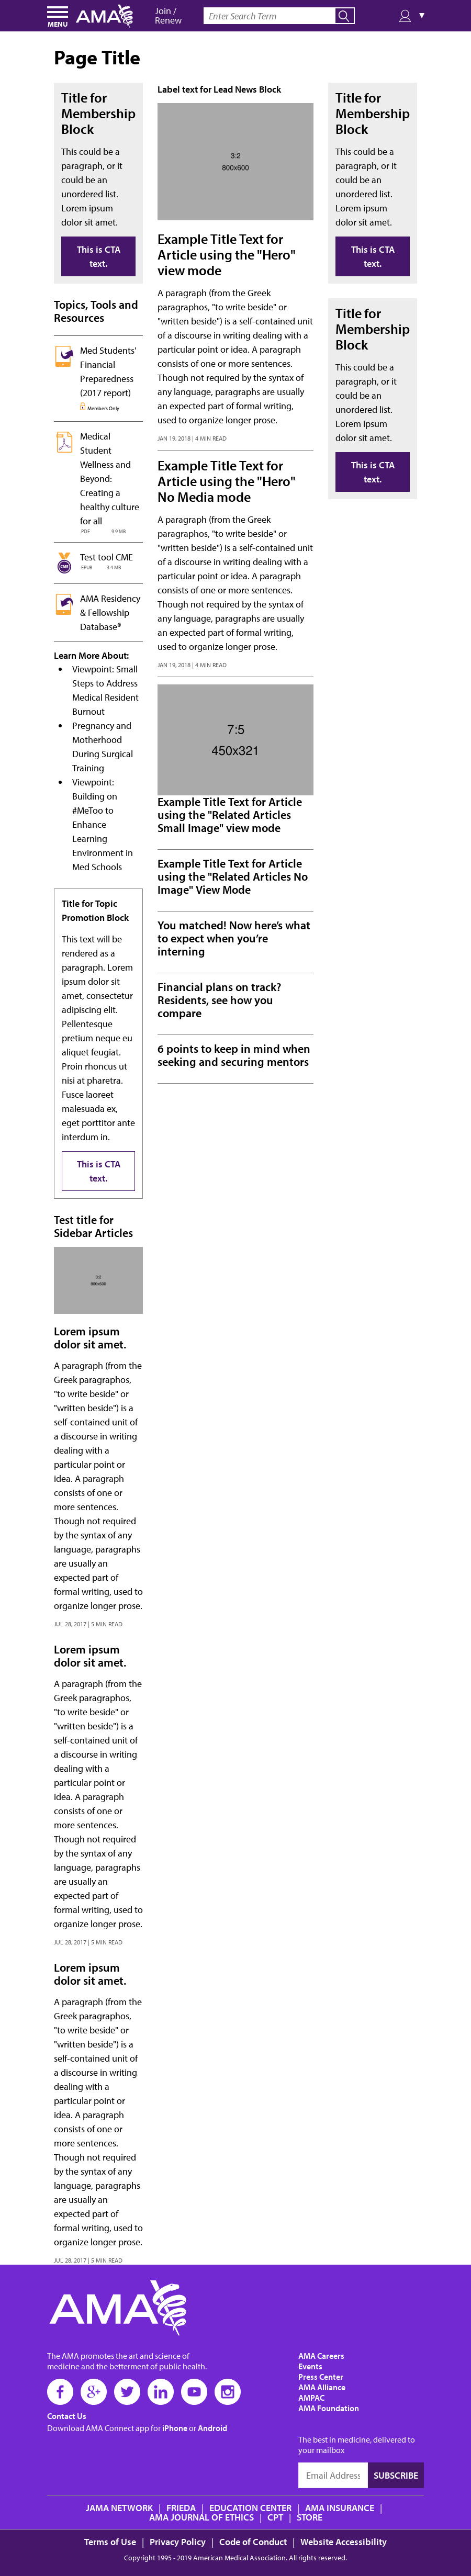 MENU
AMA
Join /
Renew
Enter Search Term
Page Title
Title for
Membership
Block
This could be a
paragraph, or it
could be an
unordered list.
Lorem ipsum
dolor sit amet.
This is CTA
text.
Topics, Tools and
Resources
Med Students'
Financial
Preparedness
(2017 report)
Members Only
Medical
Student
Wellness and
Beyond:
Creating a
healthy culture
for all
.PDF 9.9 MB
Test tool CME
CME
.EPUB 3.4 MB
AMA Residency
& Fellowship
Database®
Learn More About:
Viewpoint: Small
Steps to Address
Medical Resident
Burnout
Pregnancy and
Motherhood
During Surgical
Training
Viewpoint:
Building on
#MeToo to
Enhance
Learning
Environment in
Med Schools
Title for Topic
Promotion Block
This text will be
rendered as a
paragraph. Lorem
ipsum dolor sit
amet, consectetur
adipiscing elit.
Pellentesque
pretium neque eu
aliquet feugiat.
Proin rhoncus ut
nisi at pharetra.
Fusce laoreet
malesuada ex,
eget porttitor ante
interdum in.
This is CTA
text.
Test title for
Sidebar Articles
Lorem ipsum
dolor sit amet.
A paragraph (from the
Greek paragraphos,
"to write beside" or
"written beside") is a
self-contained unit of
a discourse in writing
dealing with a
particular point or
idea. A paragraph
consists of one or
more sentences.
Though not required
by the syntax of any
language, paragraphs
are usually an
expected part of
formal writing, used to
organize longer prose.
JUL 28, 2017 | 5 MIN READ
Lorem ipsum
dolor sit amet.
A paragraph (from the
Greek paragraphos,
"to write beside" or
"written beside") is a
self-contained unit of
a discourse in writing
dealing with a
particular point or
idea. A paragraph
consists of one or
more sentences.
Though not required
by the syntax of any
language, paragraphs
are usually an
expected part of
formal writing, used to
organize longer prose.
JUL 28, 2017 | 5 MIN READ
Lorem ipsum
dolor sit amet.
A paragraph (from the
Greek paragraphos,
"to write beside" or
"written beside") is a
self-contained unit of
a discourse in writing
dealing with a
particular point or
idea. A paragraph
consists of one or
more sentences.
Though not required
by the syntax of any
language, paragraphs
are usually an
expected part of
formal writing, used to
organize longer prose.
JUL 28, 2017 | 5 MIN READ
Label text for Lead News Block
3:2
800x600
Example Title Text for
Article using the "Hero"
view mode
A paragraph (from the Greek
paragraphos, "to write beside" or
"written beside") is a self-contained unit
of a discourse in writing dealing with a
particular point or idea. A paragraph
consists of one or more sentences.
Though not required by the syntax of
any language, paragraphs are usually
an expected part of formal writing,
used to organize longer prose.
JAN 19, 2018 | 4 MIN READ
Example Title Text for
Article using the "Hero"
No Media mode
A paragraph (from the Greek
paragraphos, "to write beside" or
"written beside") is a self-contained unit
of a discourse in writing dealing with a
particular point or idea. A paragraph
consists of one or more sentences.
Though not required by the syntax of
any language, paragraphs are usually
an expected part of formal writing,
used to organize longer prose.
JAN 19, 2018 | 4 MIN READ
7:5
450x321
Example Title Text for Article
using the "Related Articles
Small Image" view mode
Example Title Text for Article
using the "Related Articles No
Image" View Mode
You matched! Now here’s what
to expect when you’re
interning
Financial plans on track?
Residents, see how you
compare
6 points to keep in mind when
seeking and securing mentors
Title for
Membership
Block
This could be a
paragraph, or it
could be an
unordered list.
Lorem ipsum
dolor sit amet.
This is CTA
text.
Title for
Membership
Block
This could be a
paragraph, or it
could be an
unordered list.
Lorem ipsum
dolor sit amet.
This is CTA
text.
AMA
The AMA promotes the art and science of
medicine and the betterment of public health.
Contact Us
Download AMA Connect app for iPhone or Android
AMA Careers
Events
Press Center
AMA Alliance
AMPAC
AMA Foundation
The best in medicine, delivered to
your mailbox
Email Address
SUBSCRIBE
JAMA NETWORK | FRIEDA | EDUCATION CENTER | AMA INSURANCE |
AMA JOURNAL OF ETHICS | CPT | STORE
Terms of Use | Privacy Policy | Code of Conduct | Website Accessibility
Copyright 1995 - 2019 American Medical Association. All rights reserved.